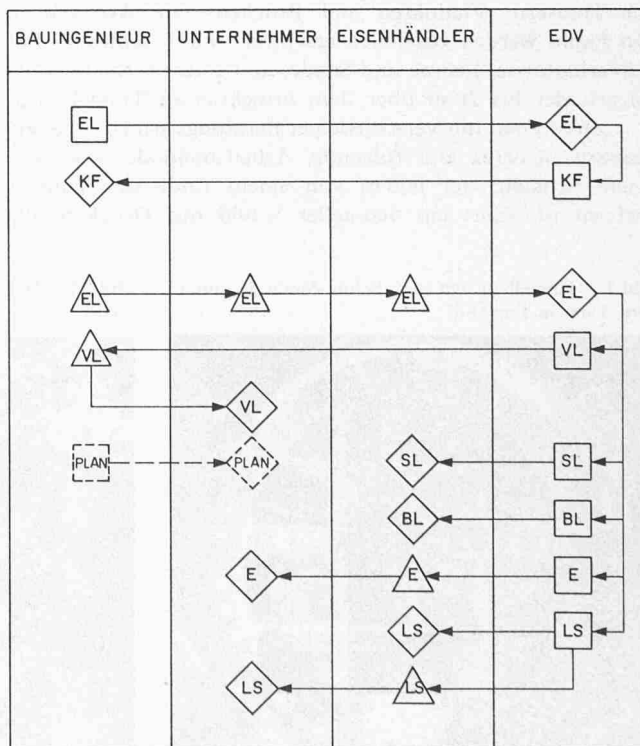 BAUINGENIEUR UNTERNEHMER EISENHÄNDLER EDV
EL EL
KF KF
EL EL EL EL
VL VL
VL
PLAN PLAN SL SL
BL BL
E E E
LS LS
LS LS